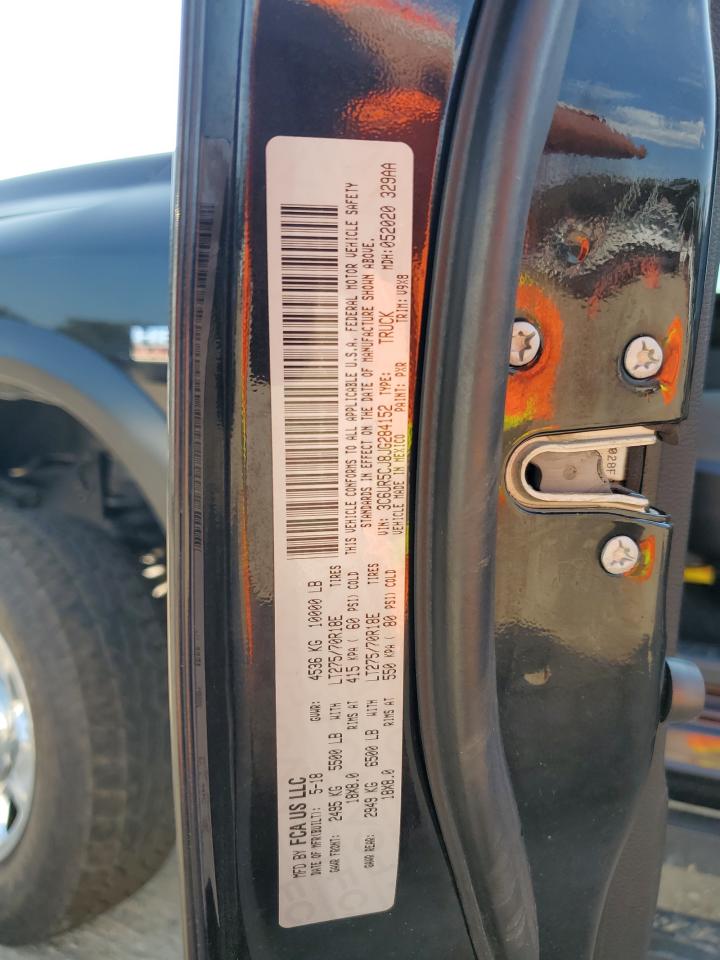 MFD BY FCA US LLC
DATE OF MFR(BUILT): 5-18 GVWR: 4536 KG 10000 LB
GAWR FRONT: 2495 KG 5500 LB WITH LT275/70R18E TIRES
18X8.0 RIMS AT 415 KPA ( 60 PSI) COLD
GAWR REAR: 2949 KG 6500 LB WITH LT275/70R18E TIRES
18X8.0 RIMS AT 550 KPA ( 80 PSI) COLD
THIS VEHICLE CONFORMS TO ALL APPLICABLE U.S.A. FEDERAL MOTOR VEHICLE SAFETY
STANDARDS IN EFFECT ON THE DATE OF MANUFACTURE SHOWN ABOVE.
VIN: 3C6UR5CJ8JG284152 TYPE: TRUCK MDH:052020 329AA
VEHICLE MADE IN MEXICO PAINT: PXR TRIM: V9X8
028F